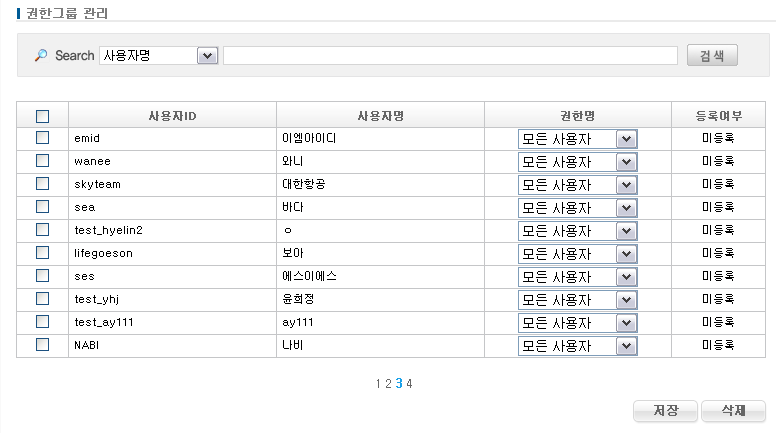 권한그룹 관리
Search 사용자명 검색
사용자ID 사용자명 권한명 등록여부
emid 이엠아이디 모든 사용자 미등록
wanee 와니 모든 사용자 미등록
skyteam 대한항공 모든 사용자 미등록
sea 바다 모든 사용자 미등록
test_hyelin2 ㅇ 모든 사용자 미등록
lifegoeson 보아 모든 사용자 미등록
ses 에스이에스 모든 사용자 미등록
test_yhj 윤희정 모든 사용자 미등록
test_ay111 ay111 모든 사용자 미등록
NABI 나비 모든 사용자 미등록
1 2 3 4
저장 삭제